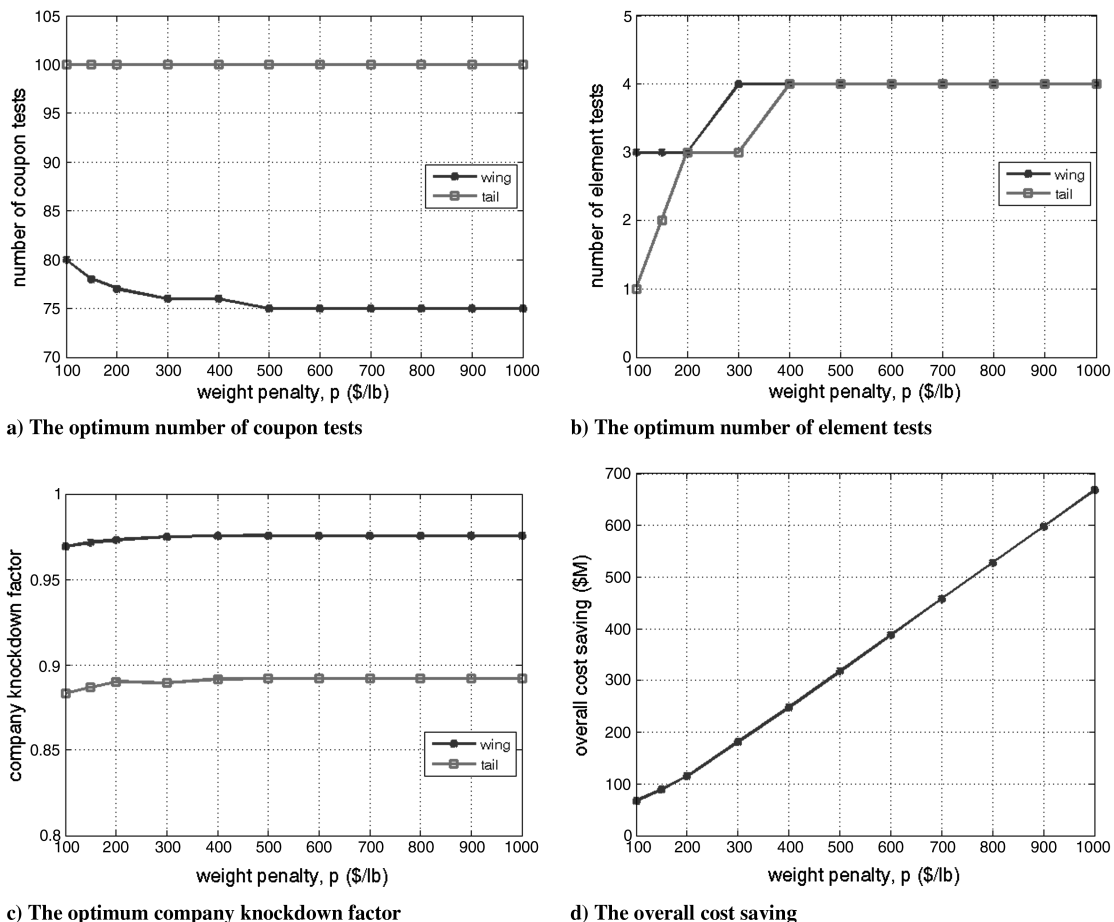 105
100
95
90
85
80
75
70
number of coupon tests
wing
tail
100 200 300 400 500 600 700 800 900 1000
weight penalty, p ($/lb)
a) The optimum number of coupon tests
5
4
3
2
1
0
number of element tests
wing
tail
100 200 300 400 500 600 700 800 900 1000
weight penalty, p ($/lb)
b) The optimum number of element tests
1
0.95
0.9
0.85
0.8
company knockdown factor
wing
tail
100 200 300 400 500 600 700 800 900 1000
weight penalty, p ($/lb)
c) The optimum company knockdown factor
700
600
500
400
300
200
100
0
overall cost saving ($M)
100 200 300 400 500 600 700 800 900 1000
weight penalty, p ($/lb)
d) The overall cost saving